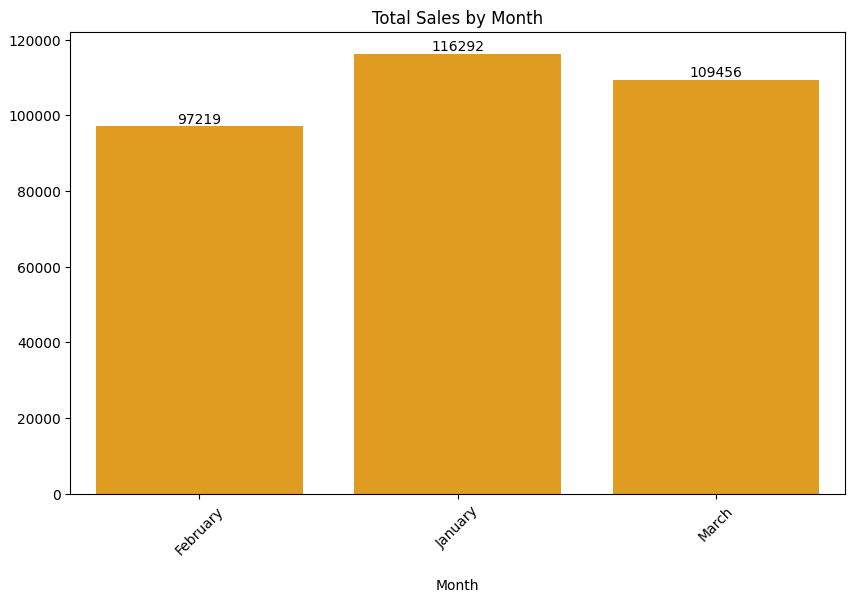 Total Sales by Month
120000
100000
80000
60000
40000
20000
0
97219
116292
109456
February
January
March
Month